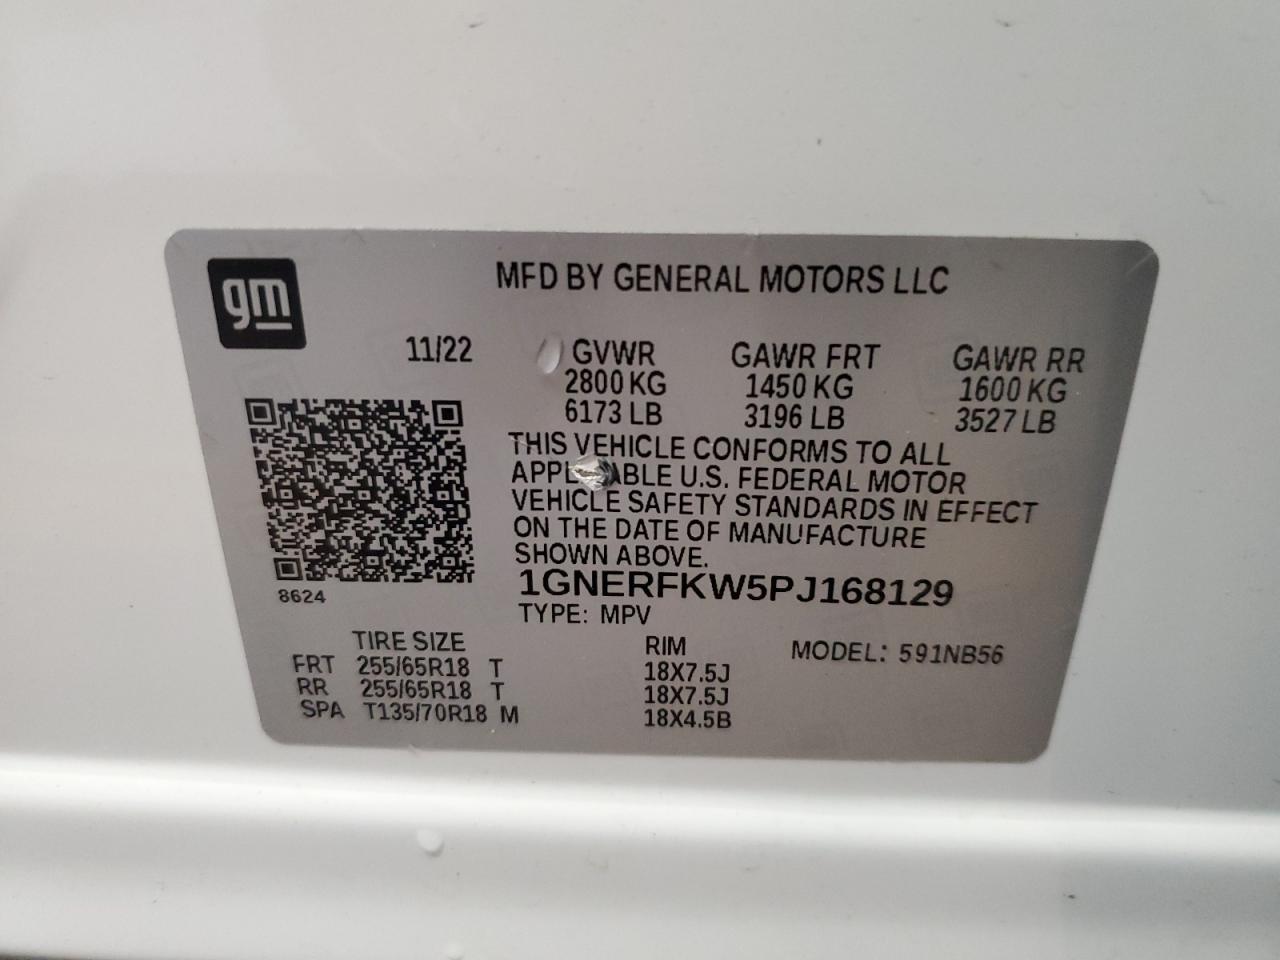 gm
MFD BY GENERAL MOTORS LLC
11/22 GVWR GAWR FRT GAWR RR
2800 KG 1450 KG 1600 KG
6173 LB 3196 LB 3527 LB
THIS VEHICLE CONFORMS TO ALL
U.S. FEDERAL MOTOR
VEHICLE SAFETY STANDARDS IN EFFECT
ON THE DATE OF MANUFACTURE
SHOWN ABOVE.
1GNERFKW5PJ168129
8624
TYPE: MPV
TIRE SIZE RIM MODEL: 591NB56
FRT 255/65R18 T 18X7.5J
RR 255/65R18 T 18X7.5J
SPA T135/70R18 M 18X4.5B